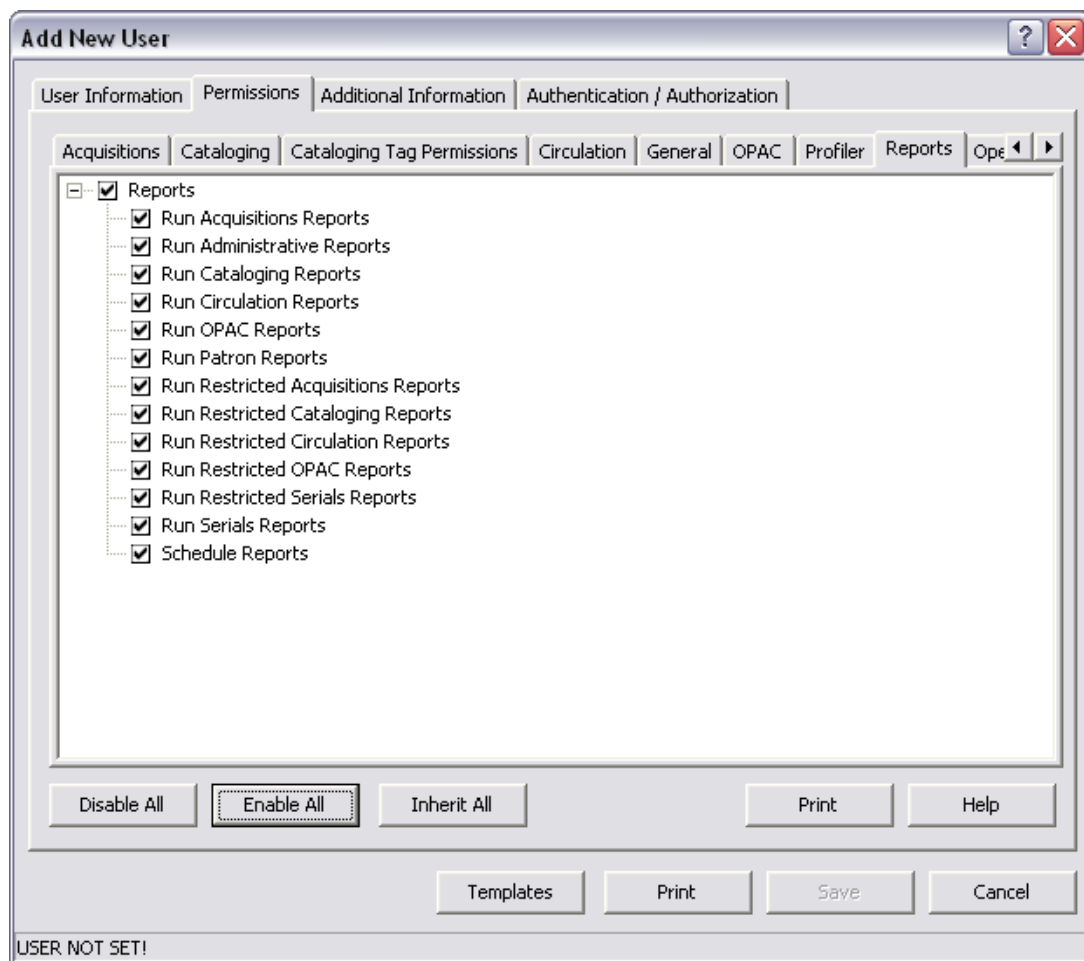 Add New User
User Information Permissions Additional Information Authentication / Authorization
Acquisitions Cataloging Cataloging Tag Permissions Circulation General OPAC Profiler Reports Ope
Reports
Run Acquisitions Reports
Run Administrative Reports
Run Cataloging Reports
Run Circulation Reports
Run OPAC Reports
Run Patron Reports
Run Restricted Acquisitions Reports
Run Restricted Cataloging Reports
Run Restricted Circulation Reports
Run Restricted OPAC Reports
Run Restricted Serials Reports
Run Serials Reports
Schedule Reports
Disable All Enable All Inherit All Print Help
Templates Print Save Cancel
USER NOT SET!